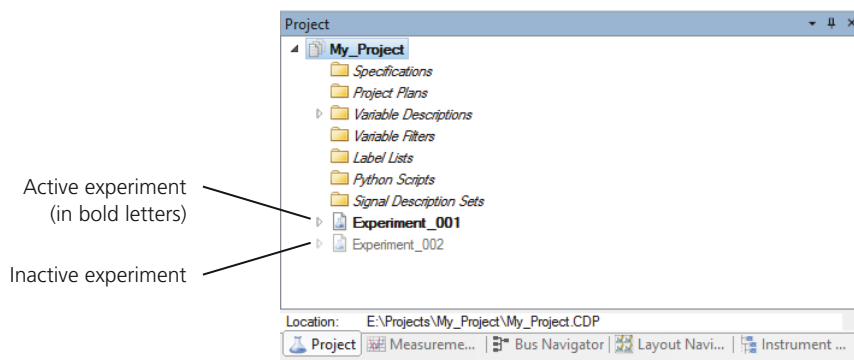 Project
My_Project
Specifications
Project Plans
Variable Descriptions
Variable Filters
Label Lists
Python Scripts
Signal Description Sets
Active experiment
(in bold letters)
Experiment_001
Experiment_002
Inactive experiment
Location: E:\Projects\My_Project\My_Project.CDP
Project Measureme... Bus Navigator Layout Navi... Instrument ...